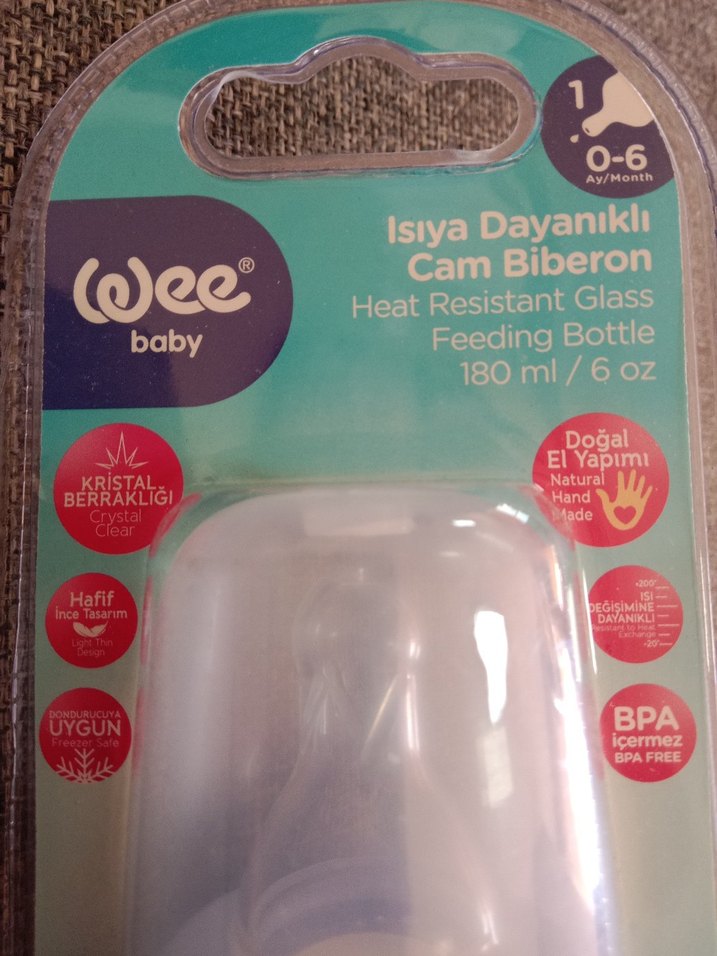 1
0-6
Ay/Month
Wee®
baby
Isıya Dayanıklı
Cam Biberon
Heat Resistant Glass
Feeding Bottle
180 ml / 6 oz
KRİSTAL
BERRAKLIĞI
Crystal
Clear
Doğal
El Yapımı
Natural
Hand
Made
Hafif
İnce Tasarım
Light Thin
Design
+200°
ISI
DEĞİŞİMİNE
DAYANIKLI
Resistant to Heat
Exchange
-20°
DONDURUCUYA
UYGUN
Freezer Safe
BPA
içermez
BPA FREE